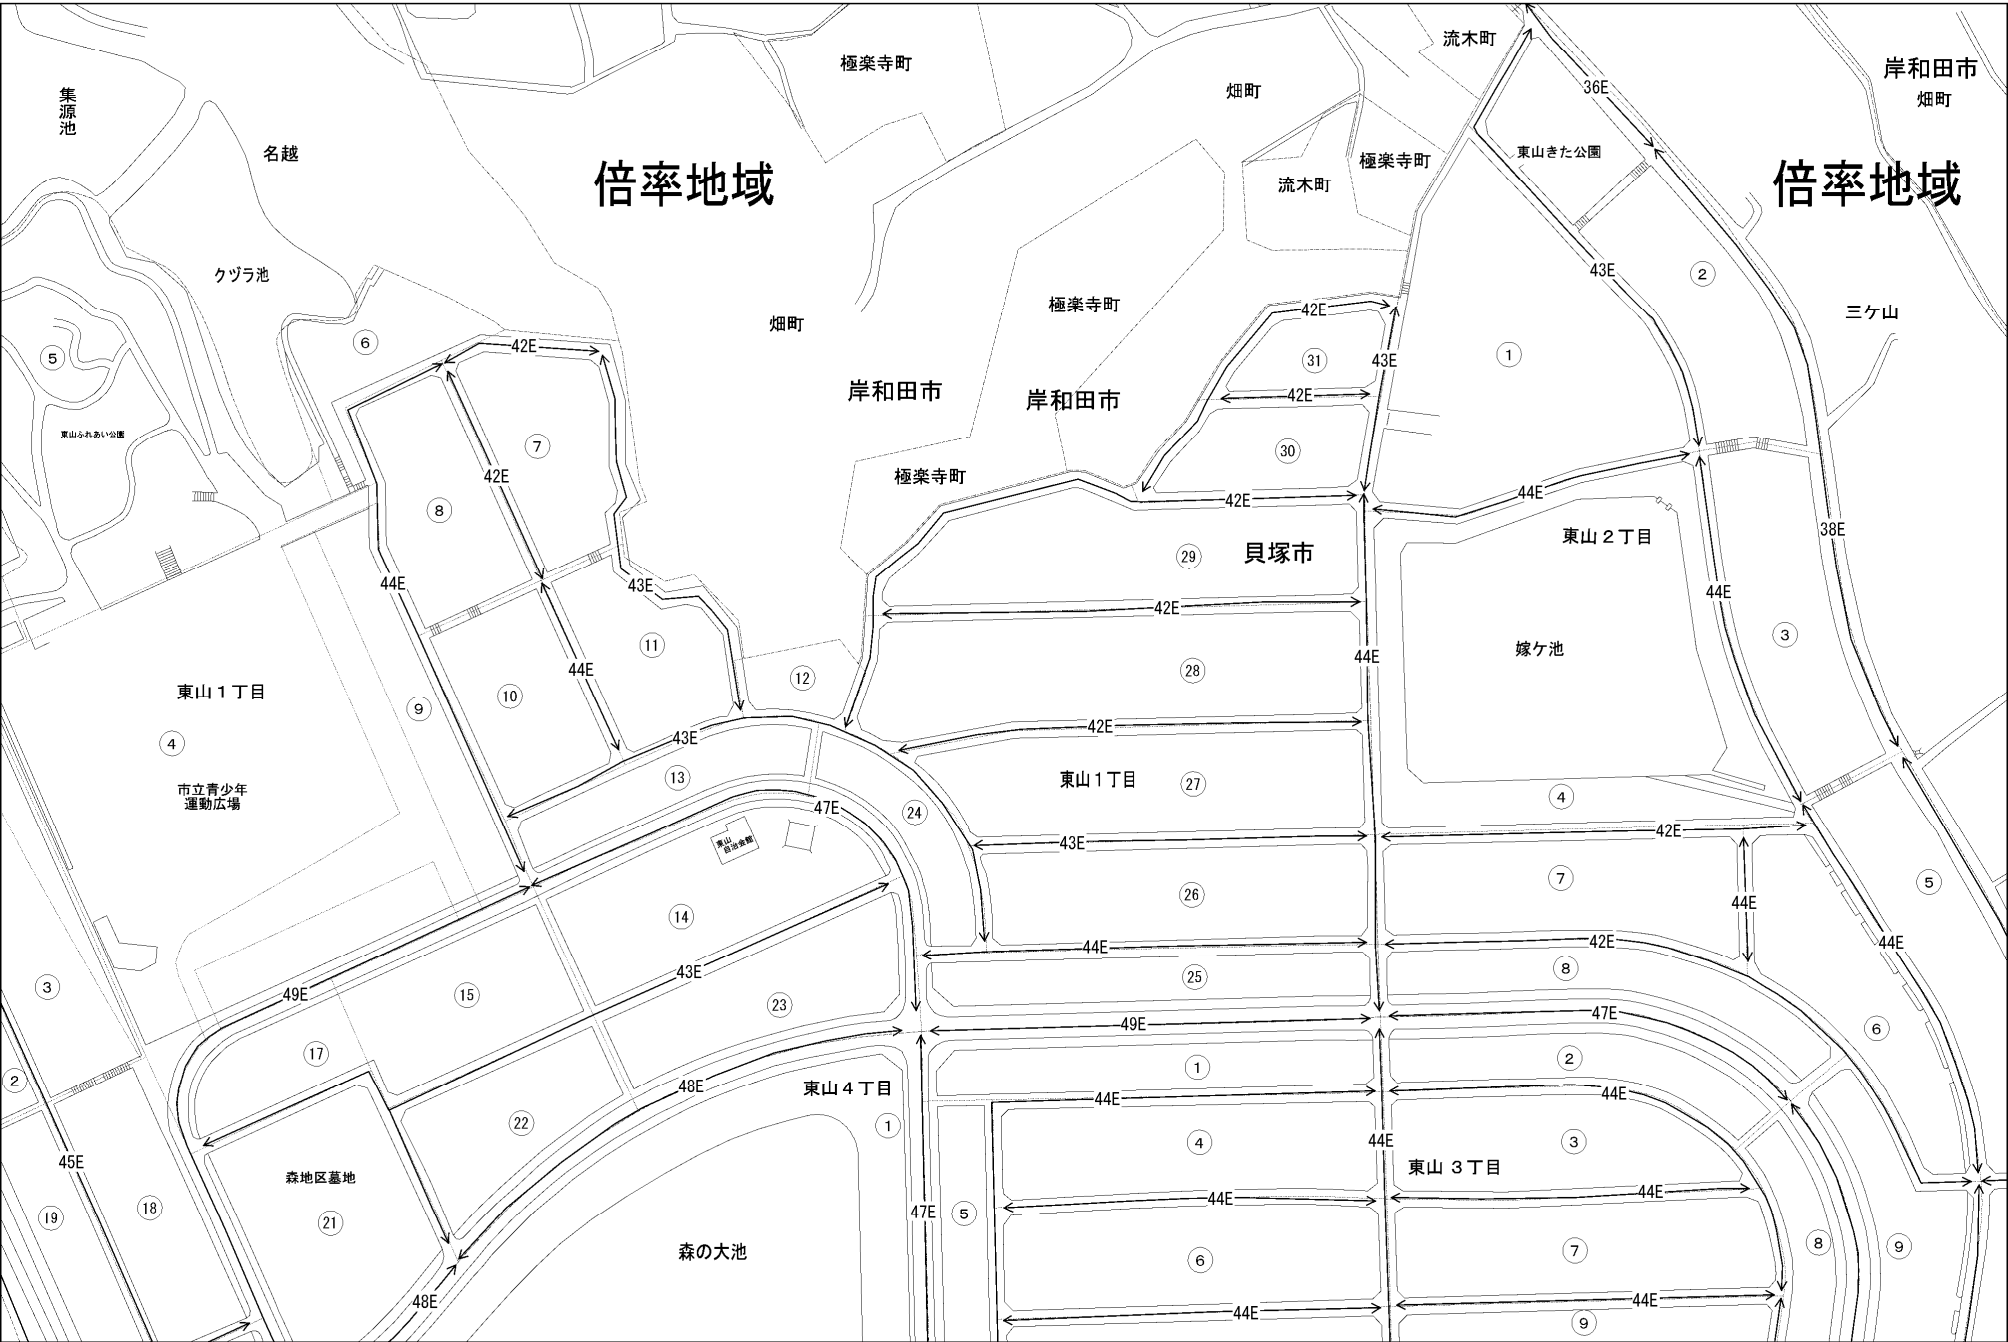 流木町
極楽寺町
岸和田市
畑町
36E
畑町
集
源
池
名越
倍率地域
東山きた公園
極楽寺町
流木町
倍率地域
43E
②
クヅラ池
極楽寺町
42E
三ケ山
畑町
⑥
42E
⑤
①
㉛
43E
岸和田市
岸和田市
42E
東山ふれあい公園
⑦
㉚
42E
極楽寺町
44E
42E
⑧
38E
東山２丁目
貝塚市
㉙
44E
43E
44E
42E
③
⑪
嫁ケ池
44E
44E
㉘
⑫
東山１丁目
⑩
⑨
42E
43E
④
⑬
東山１丁目
㉗
市立青少年
運動広場
④
47E
㉔
42E
東山
自治会館
43E
⑦
⑤
㉖
44E
⑭
44E
44E
42E
43E
⑧
㉕
③
49E
⑮
㉓
49E
47E
⑥
⑰
②
①
②
48E
東山４丁目
44E
44E
㉒
①
44E
④
③
45E
東山３丁目
森地区墓地
44E
44E
⑱
⑲
㉑
47E
⑤
森の大池
⑥
⑦
⑧
⑨
48E
44E
44E
⑨